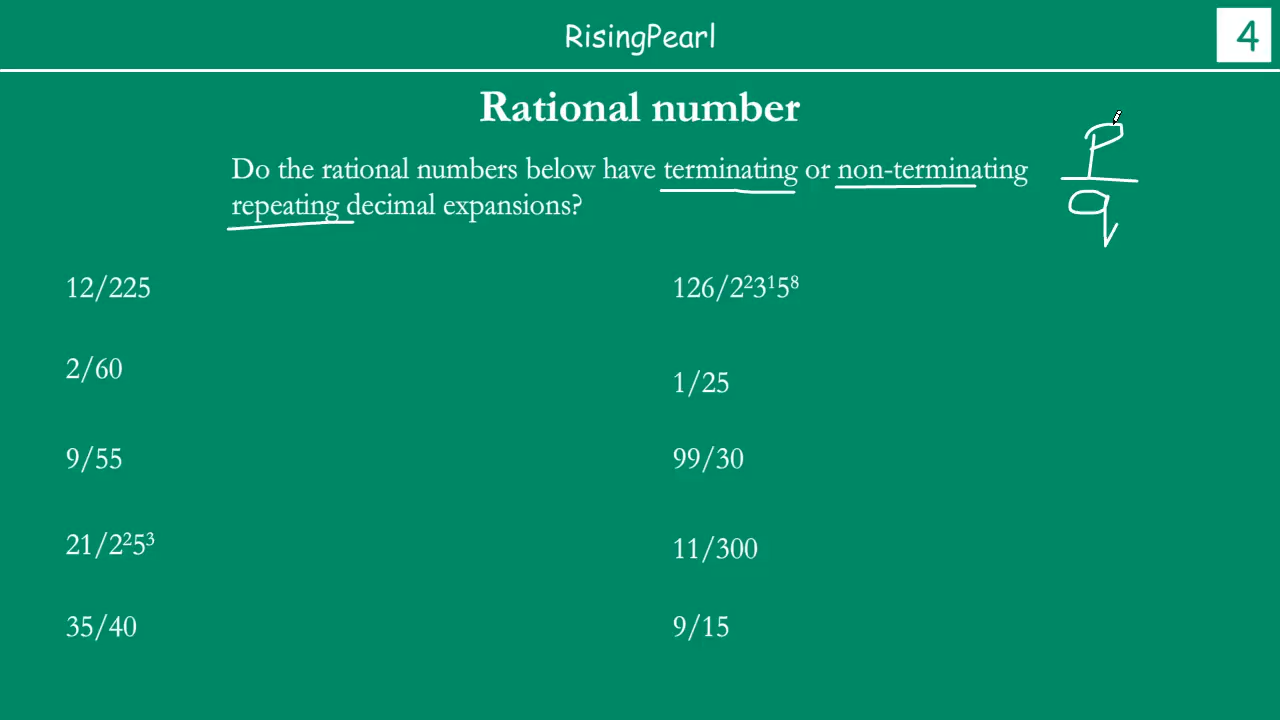 RisingPearl
4
Rational number
Do the rational numbers below have terminating or non-terminating
repeating decimal expansions?
P
q
12/225
2/60
9/55
21/2²5³
35/40
126/2²3¹5⁸
1/25
99/30
11/300
9/15